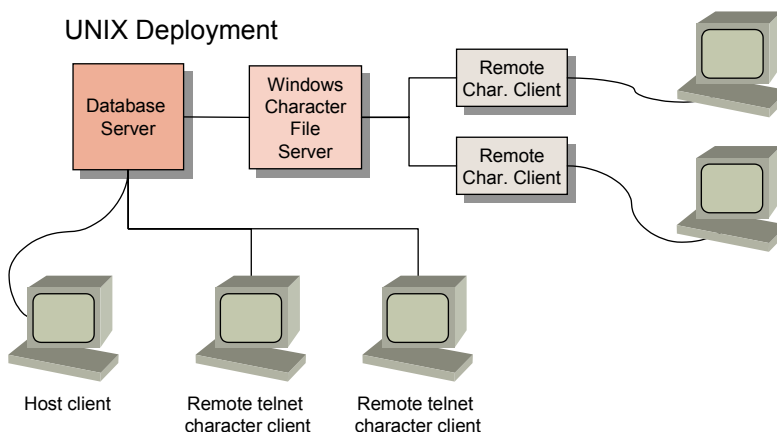 UNIX Deployment
Database
Server
Windows
Character
File
Server
Remote
Char. Client
Remote
Char. Client
Host client
Remote telnet
character client
Remote telnet
character client